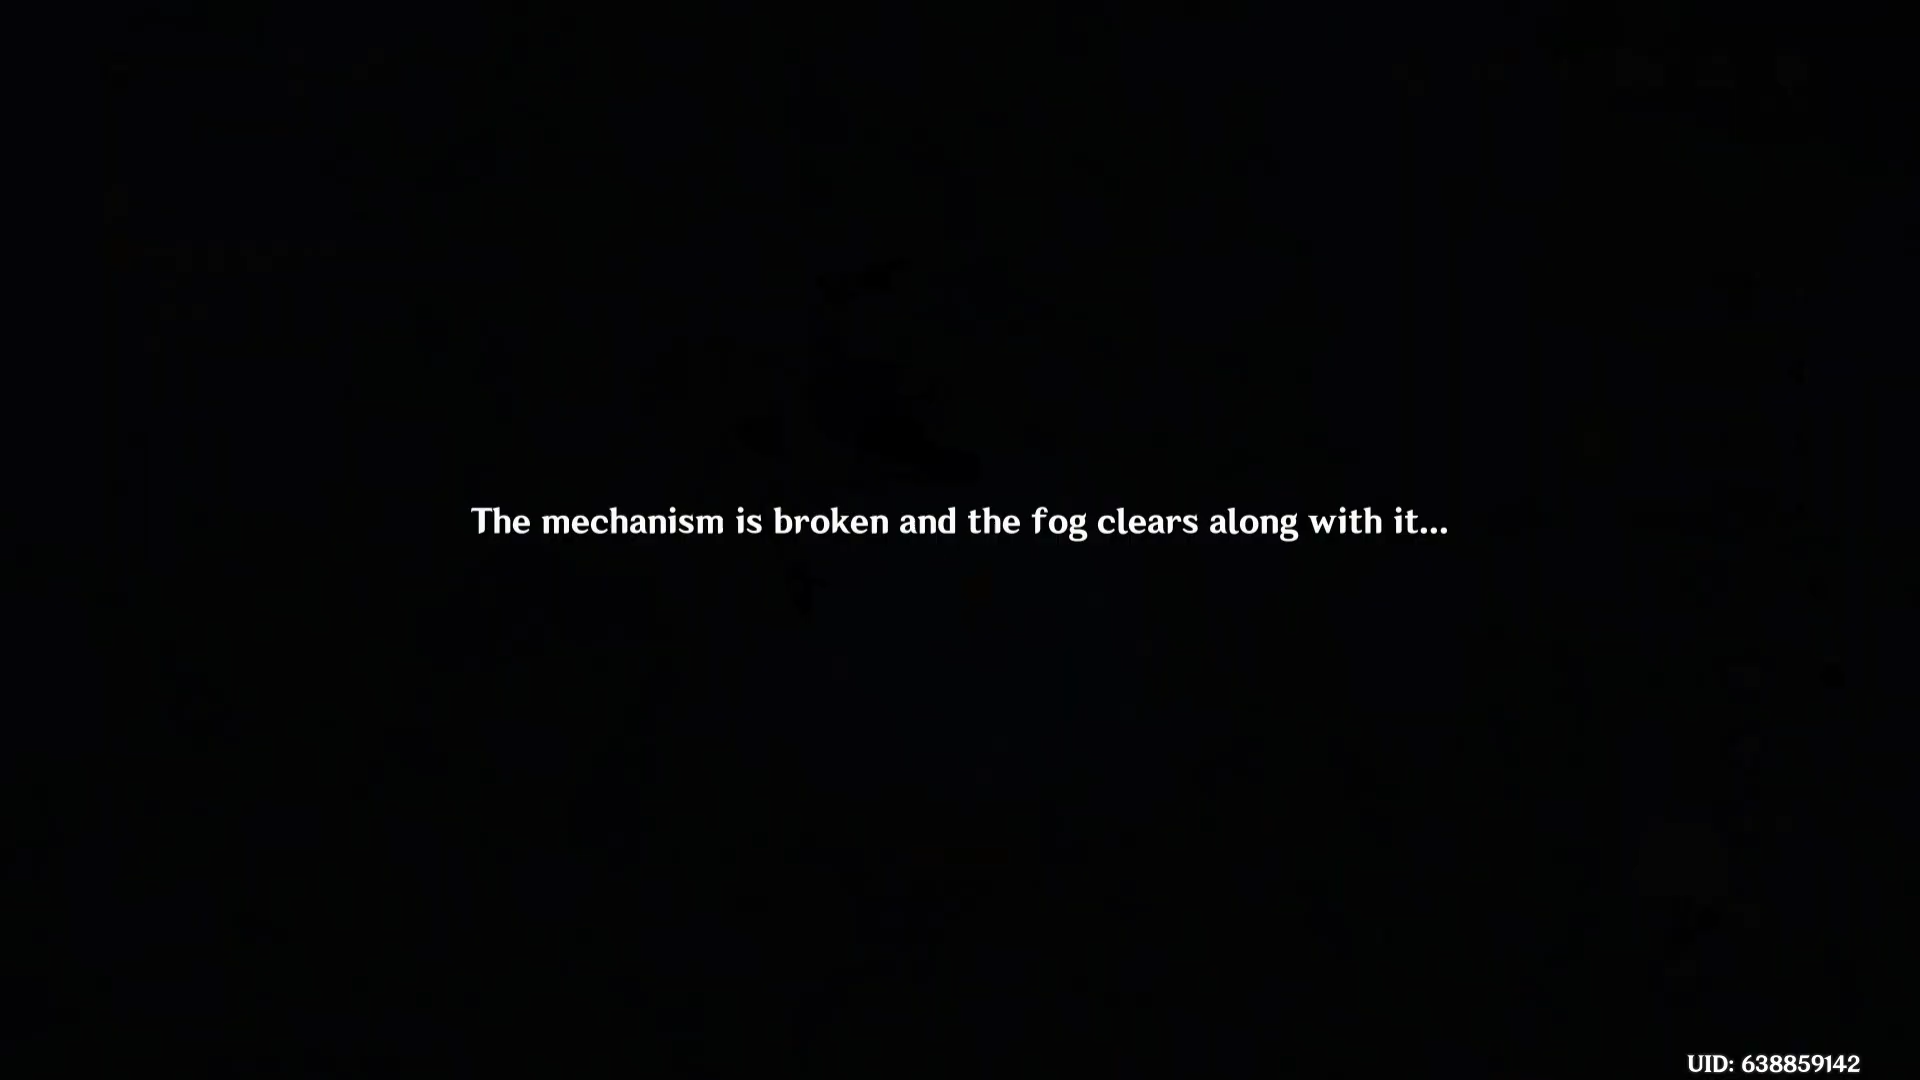 The mechanism is broken and the fog clears along with it...
UID: 638859142